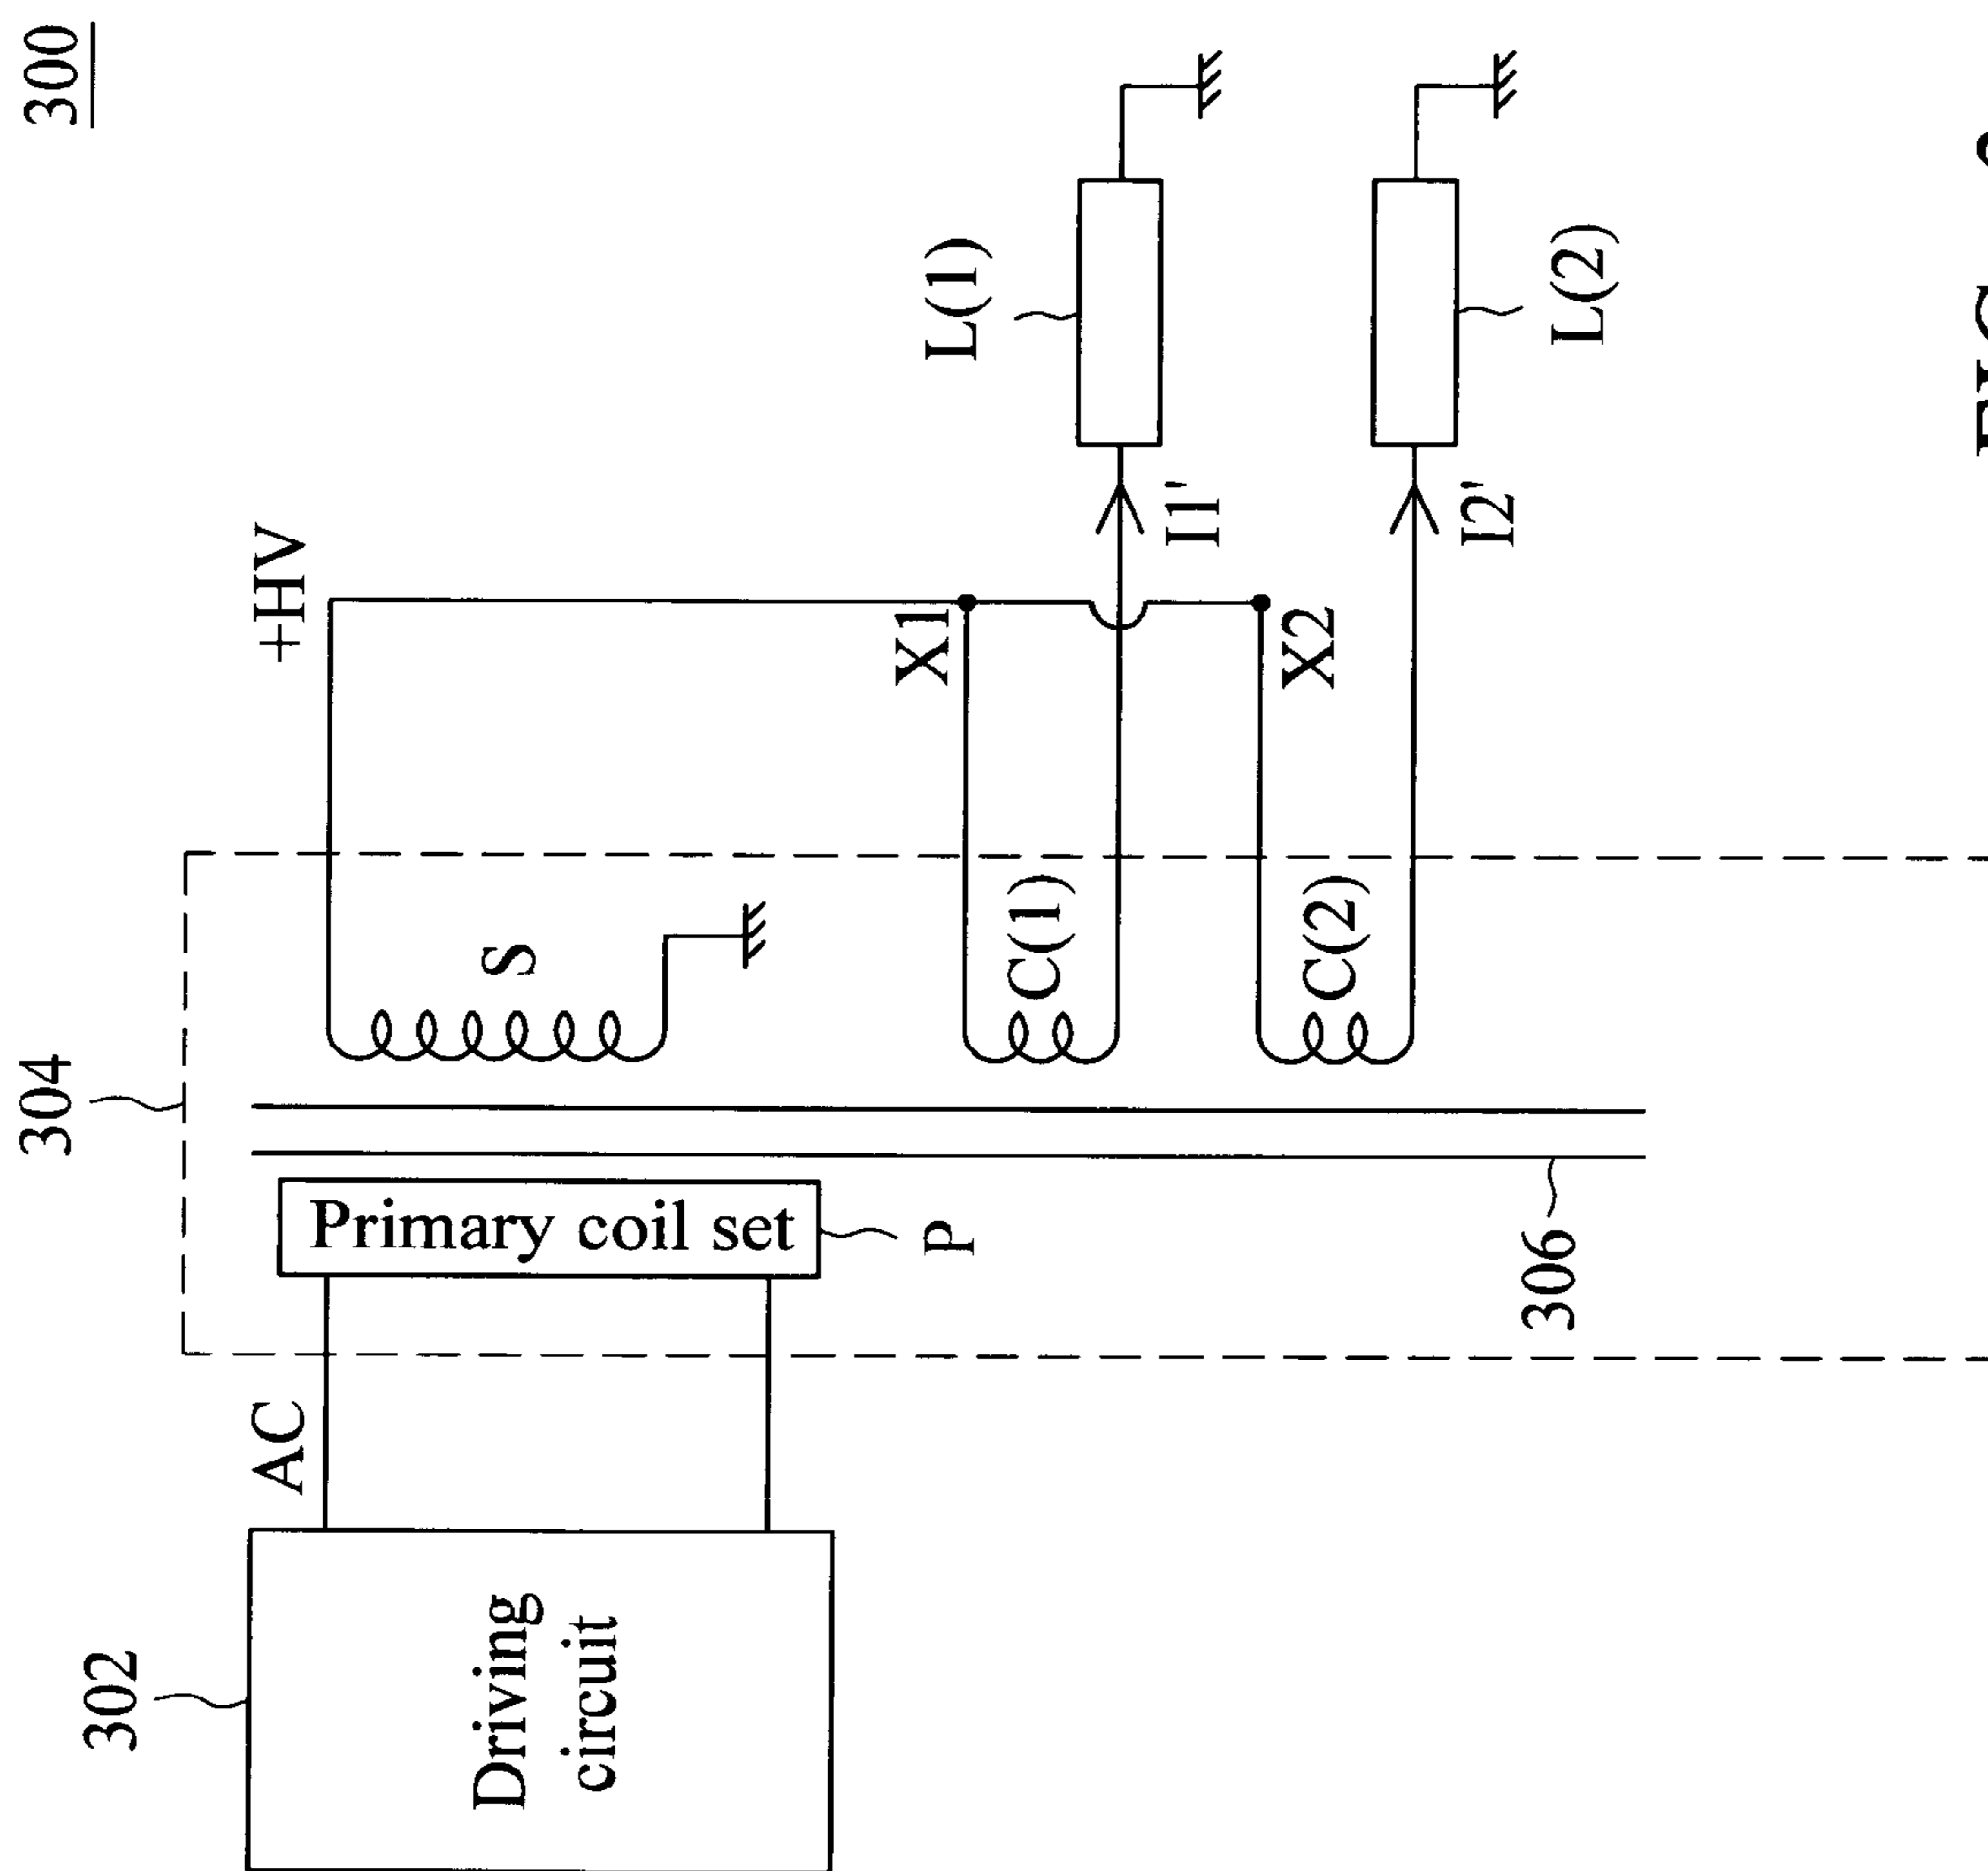 300
304
302
Driving
circuit
AC
Primary coil set
P
306
S
+HV
C(1)
C(2)
X1
X2
I1'
I2'
L(1)
L(2)